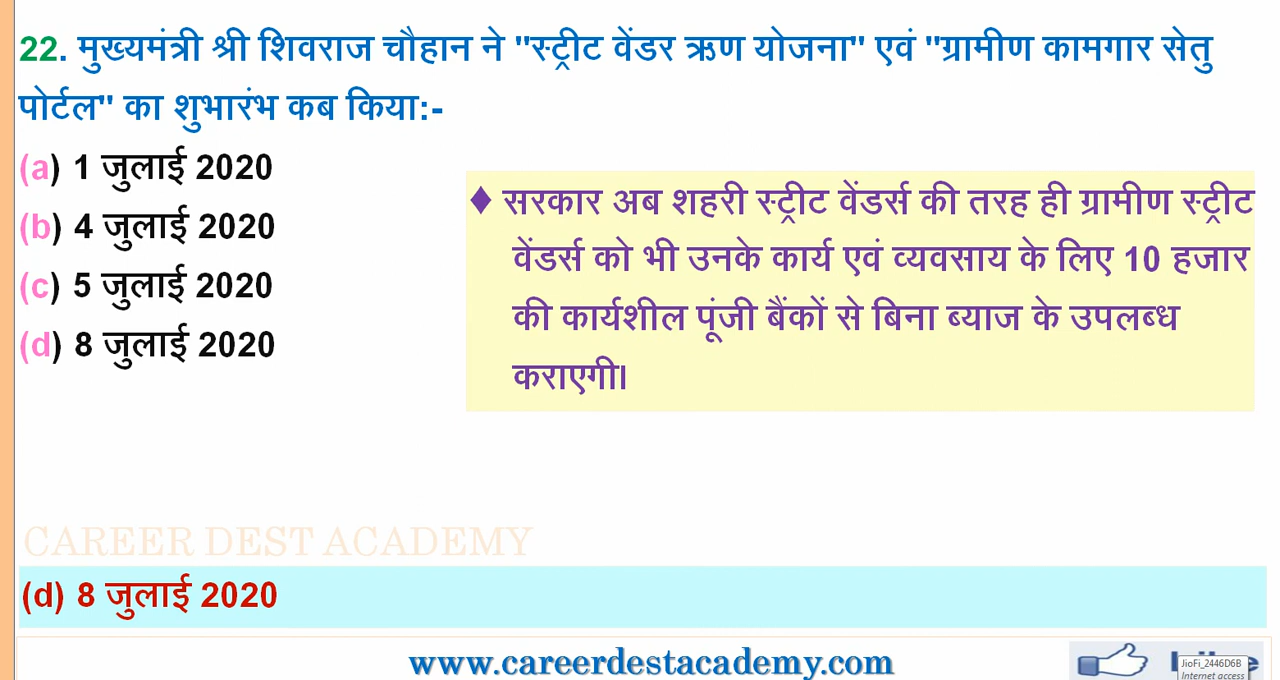 22. मुख्यमंत्री श्री शिवराज चौहान ने "स्ट्रीट वेंडर ऋण योजना" एवं "ग्रामीण कामगार सेतु
पोर्टल" का शुभारंभ कब किया:-
(a) 1 जुलाई 2020
(b) 4 जुलाई 2020
(c) 5 जुलाई 2020
(d) 8 जुलाई 2020
♦ सरकार अब शहरी स्ट्रीट वेंडर्स की तरह ही ग्रामीण स्ट्रीट
वेंडर्स को भी उनके कार्य एवं व्यवसाय के लिए 10 हजार
की कार्यशील पूंजी बैंकों से बिना ब्याज के उपलब्ध
कराएगी।
CAREER DEST ACADEMY
(d) 8 जुलाई 2020
www.careerdestacademy.com
JioFi_2446D6B
Internet access